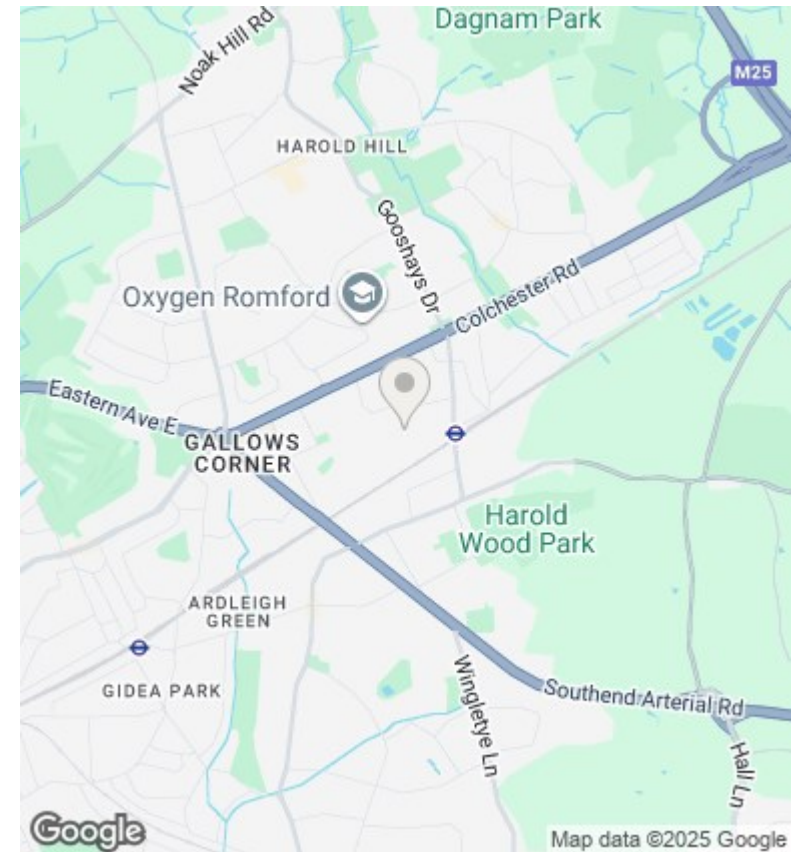 Dagnam Park
Noak Hill Rd
M25
HAROLD HILL
Gooshays Dr
Colchester Rd
Oxygen Romford
Eastern Ave E
GALLOWS
CORNER
Harold
Wood Park
ARDLEIGH
GREEN
GIDEA PARK
Wingletye Ln
Southend Arterial Rd
Hall Ln
Google
Map data ©2025 Google